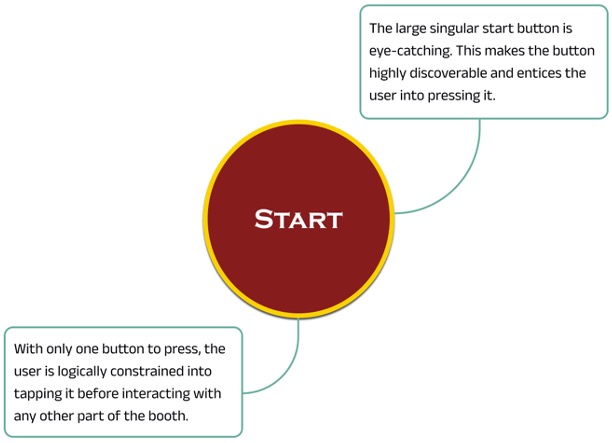 The large singular start button is
eye-catching. This makes the button
highly discoverable and entices the
user into pressing it.
START
With only one button to press, the
user is logically constrained into
tapping it before interacting with
any other part of the booth.